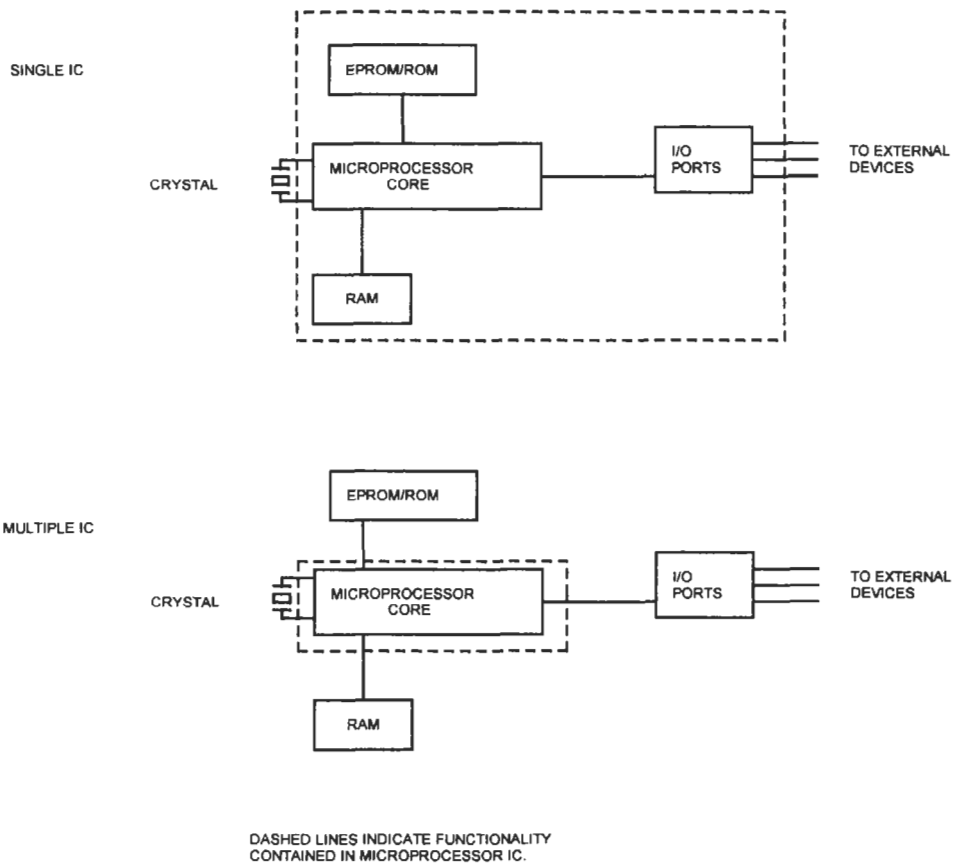 SINGLE IC
EPROM/ROM
MICROPROCESSOR
CORE
I/O
PORTS
TO EXTERNAL
DEVICES
CRYSTAL
RAM
MULTIPLE IC
EPROM/ROM
MICROPROCESSOR
CORE
I/O
PORTS
TO EXTERNAL
DEVICES
CRYSTAL
RAM
DASHED LINES INDICATE FUNCTIONALITY
CONTAINED IN MICROPROCESSOR IC.